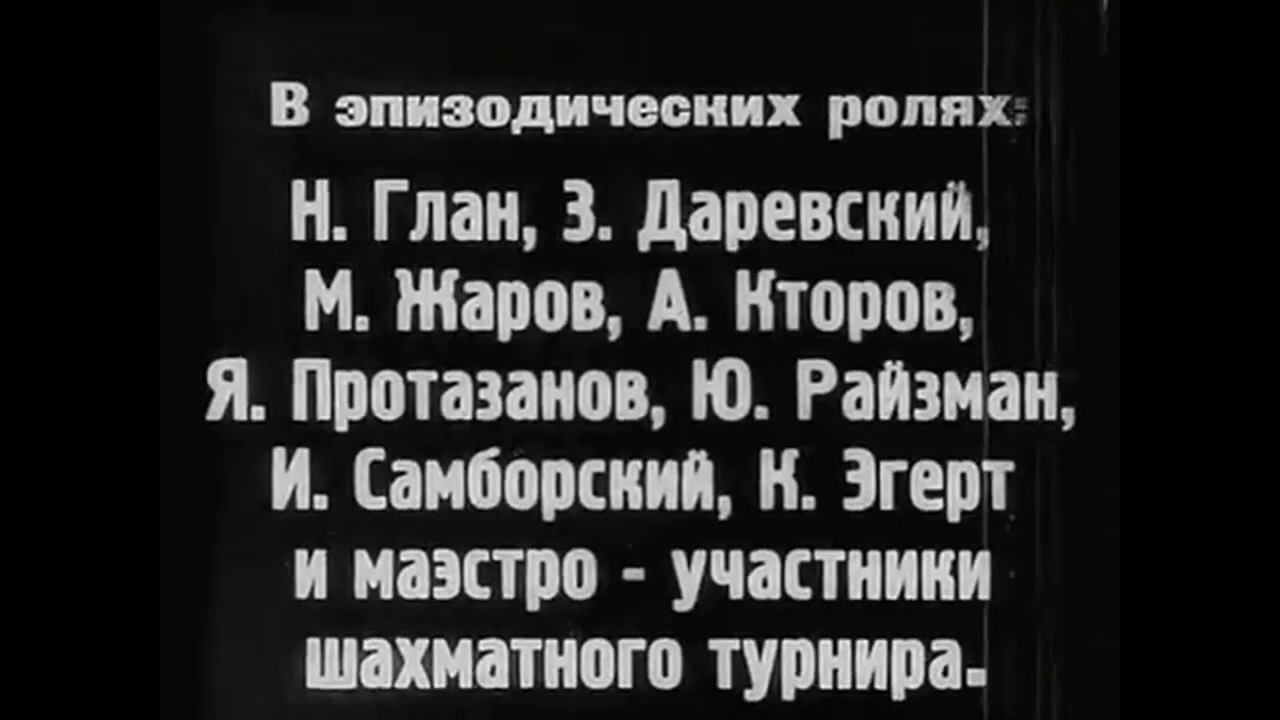 В эпизодических ролях:
Н. Глан, З. Даревский,
М. Жаров, А. Кторов,
Я. Протазанов, Ю. Райзман,
И. Самборский, К. Эгерт
и маэстро - участники
шахматного турнира.